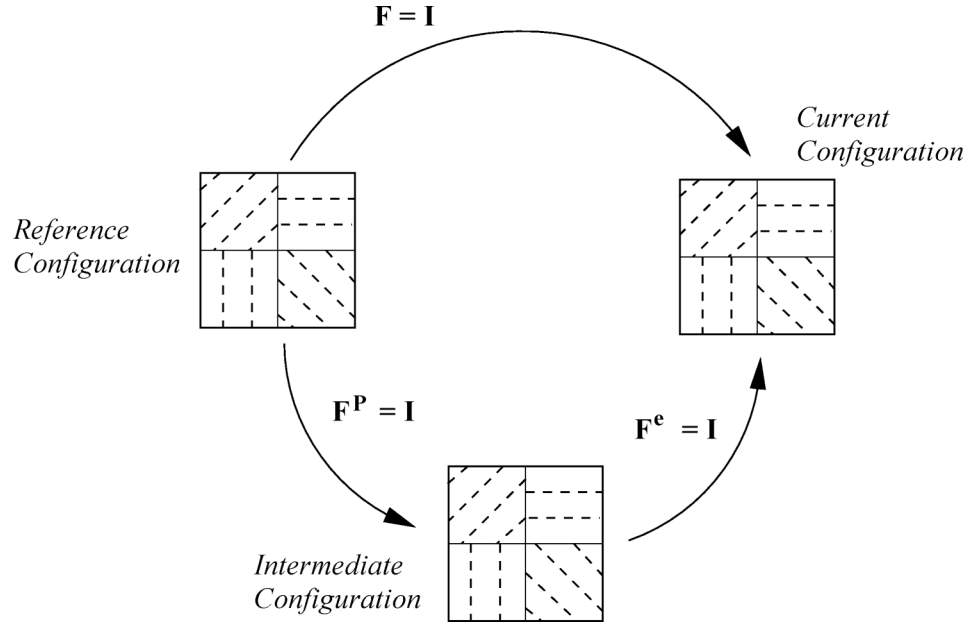 F = I
Current
Configuration
Reference
Configuration
F^P = I
F^e = I
Intermediate
Configuration